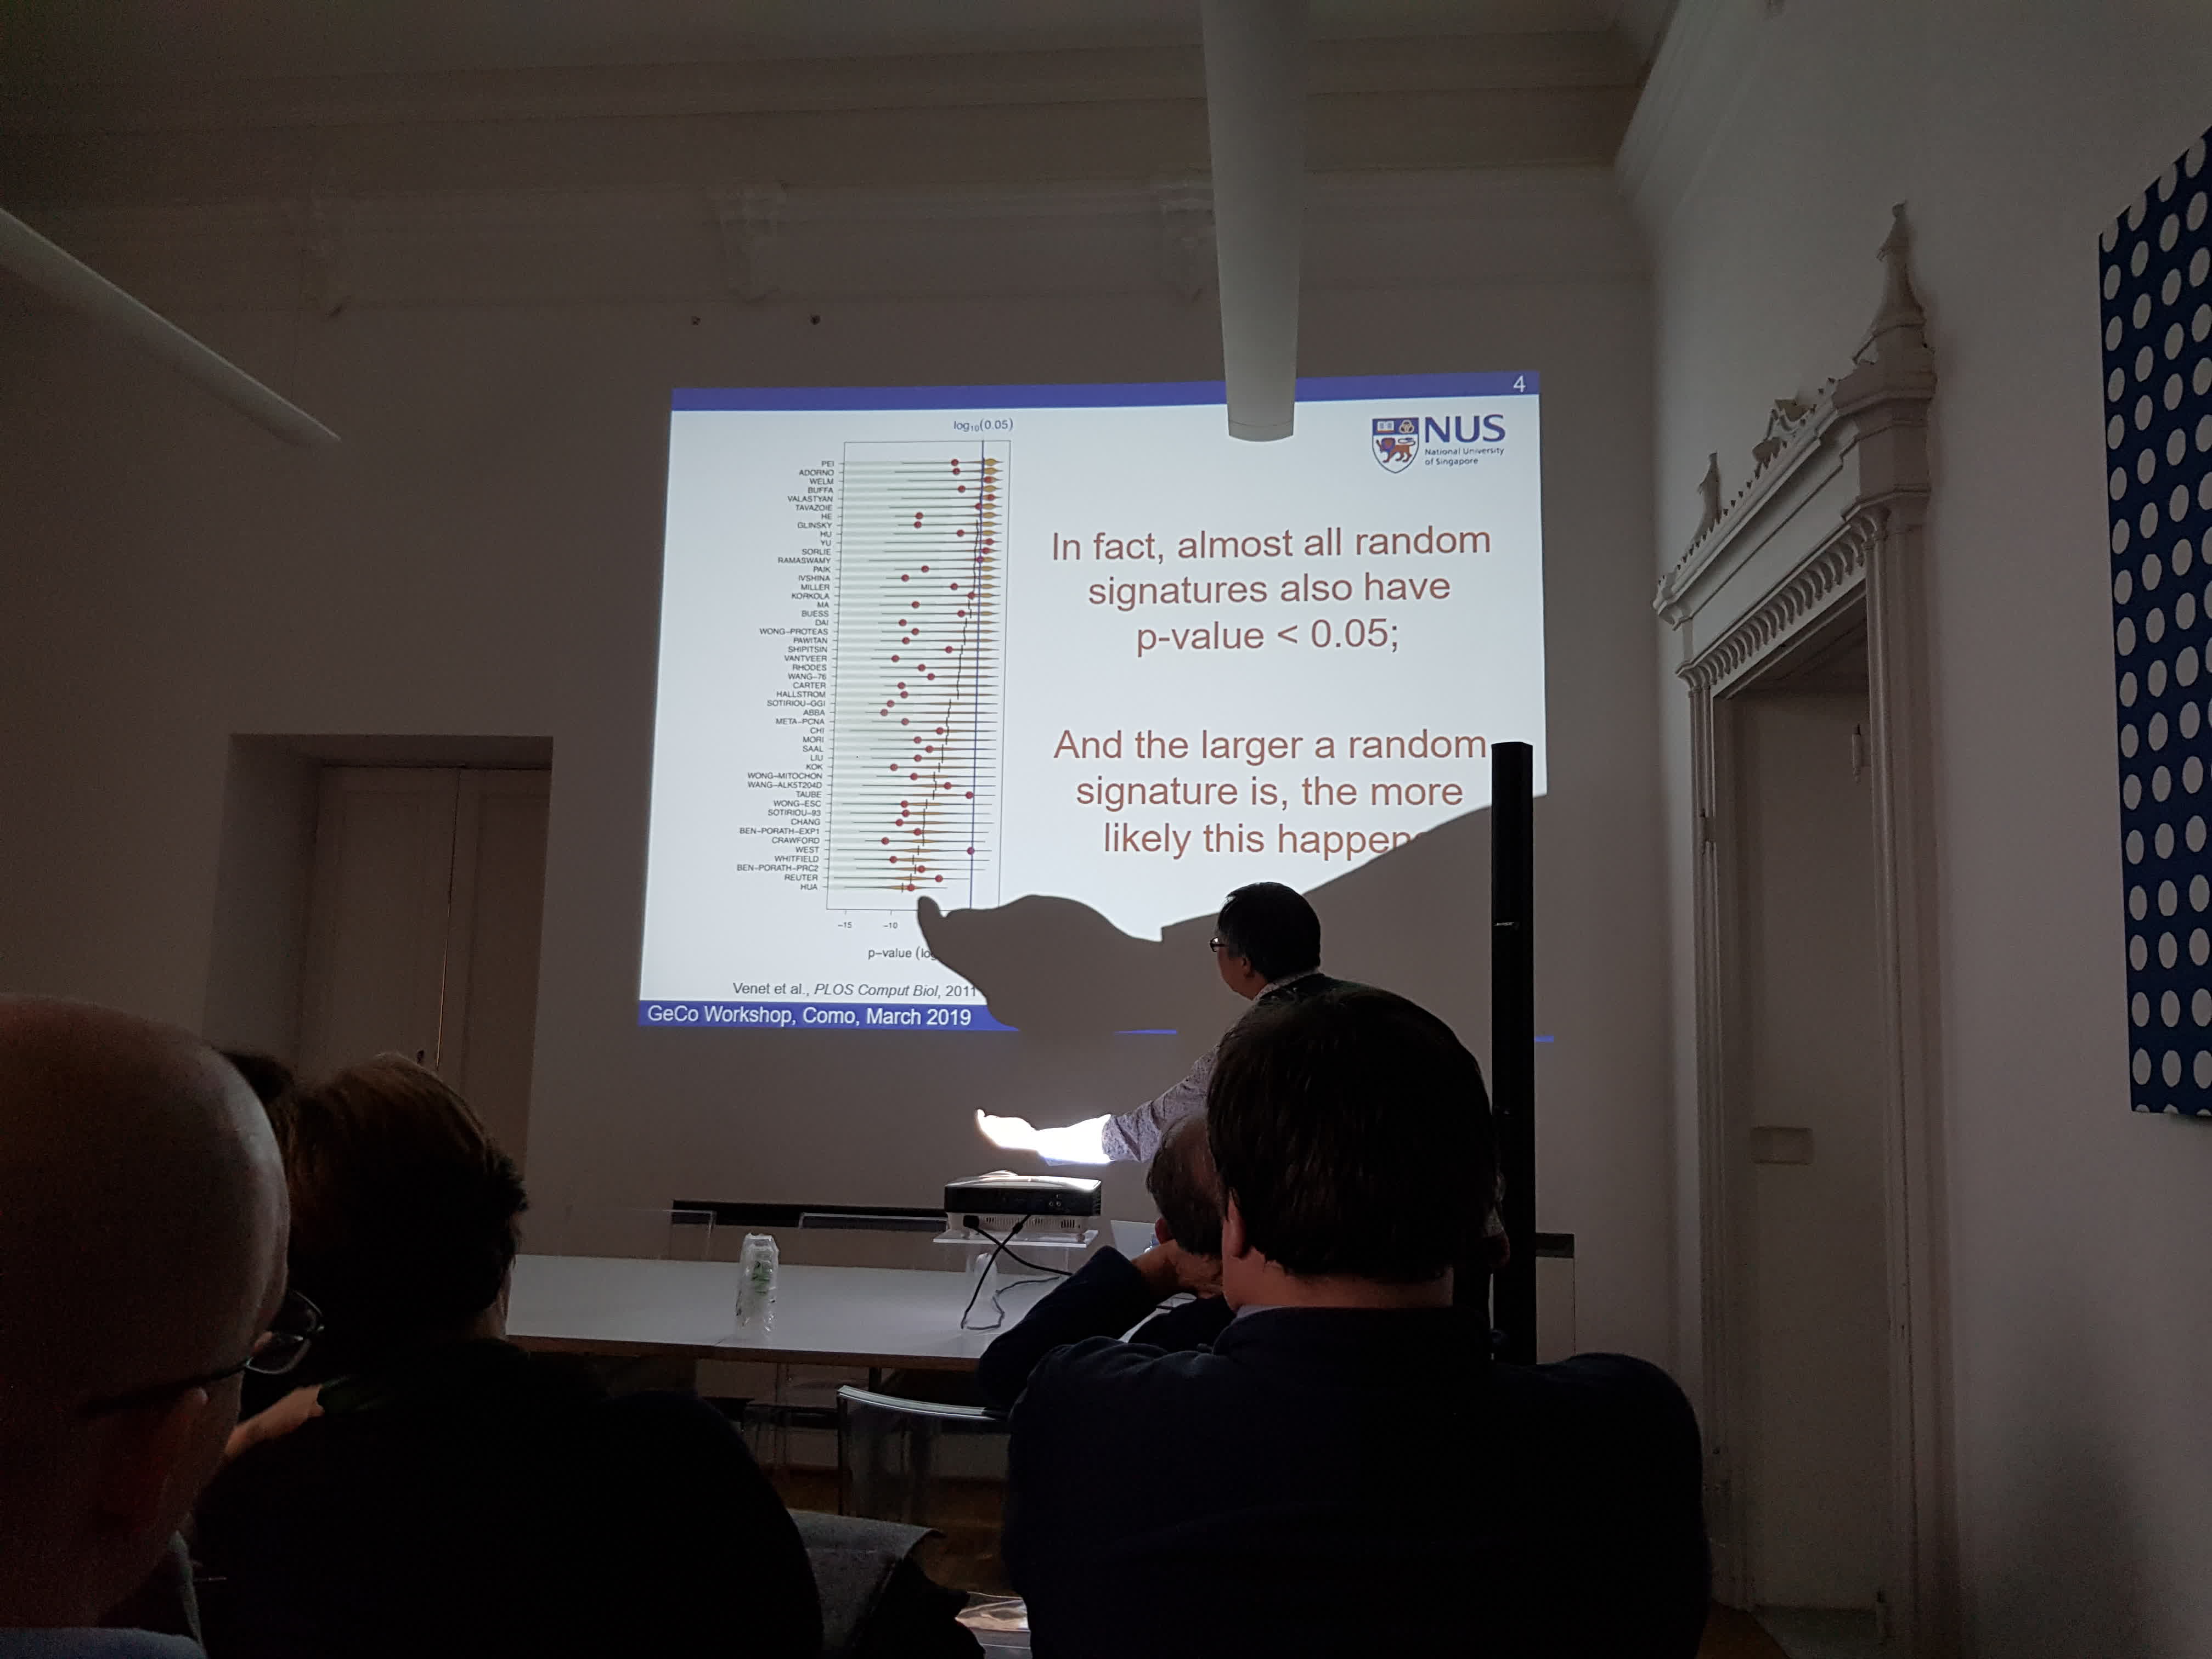 4
log₁₀(0.05)
NUS
National University
of Singapore
PEI
ADORNO
WELM
BUFFA
VALASTYAN
TAVAZOIE
HE
GLINSKY
HU
YU
SORLIE
RAMASWAMY
PAIK
IVSHINA
MILLER
KORKOLA
MA
BUESS
DAI
WONG-PROTEAS
PAWITAN
SHIPITSIN
VANTVEER
RHODES
WANG-76
CARTER
HALLSTROM
SOTIRIOU-GGI
ABBA
META-PCNA
CHI
MORI
SAAL
LIU
KOK
WONG-MITOCHON
WANG-ALKST204D
TAUBE
WONG-ESC
SOTIRIOU-93
CHANG
BEN-PORATH-EXP1
CRAWFORD
WEST
WHITFIELD
BEN-PORATH-PRC2
REUTER
HUA
-15 -10
p-value (lo
Venet et al., PLOS Comput Biol, 2011
In fact, almost all random
signatures also have
p-value < 0.05;
And the larger a random
signature is, the more
likely this happen
GeCo Workshop, Como, March 2019